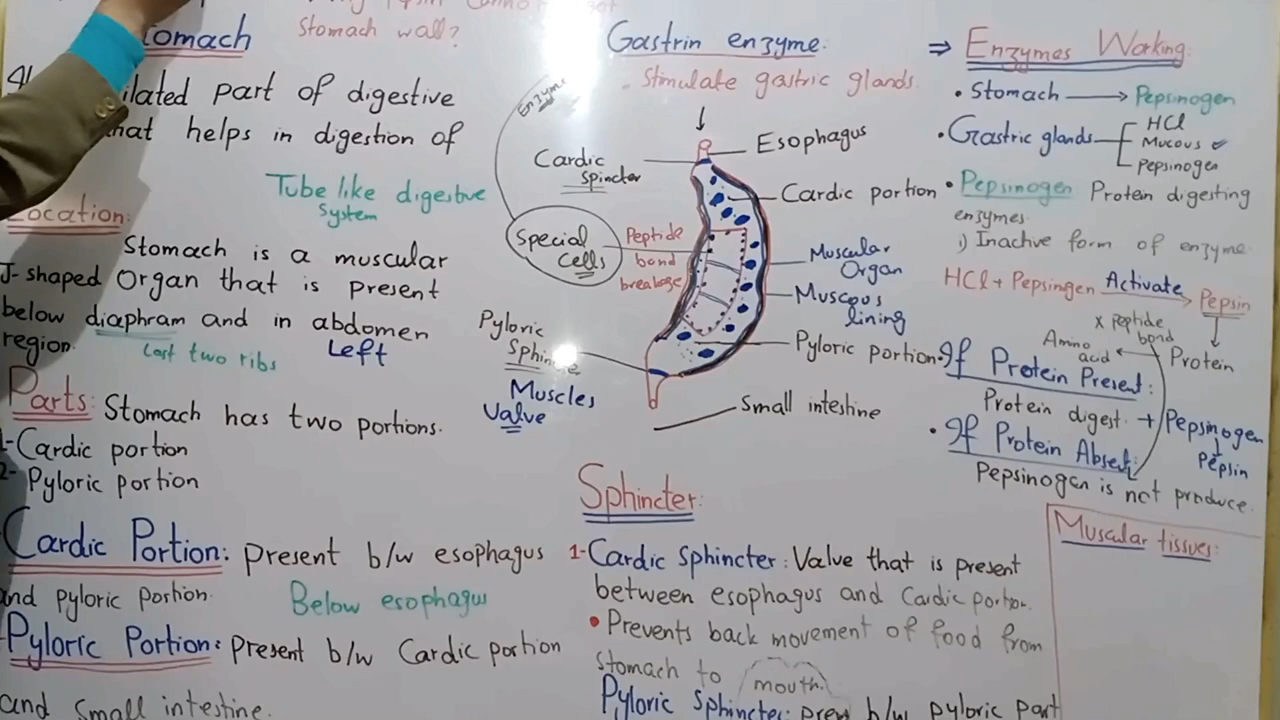 Stomach wall?
tomach
ilated part of digestive
that helps in digestion of
Tube like digestive
System
Location:
Stomach is a muscular
J-shaped Organ that is present
below diaphram and in abdomen
region.
Last two ribs
Left
Parts: Stomach has two portions.
1-Cardic portion
2-Pyloric portion
Cardic Portion: Present b/w esophagus
and pyloric portion.
Below esophagus
Pyloric Portion: Present b/w Cardic portion
and small intestine.
Gastrin enzyme:
Stimulate gastric glands.
Enzyme
Esophagus
Cardic
spincter
Cardic portion
Special
Cells
Peptide
bond
breakage
Muscular
Organ
Muscous
lining
Pyloric
Sphin
Pyloric portion
Muscles
Valve
Small intestine
Sphincter:
1-Cardic Sphincter: Valve that is present
between esophagus and Cardic portion.
• Prevents back movement of food from
Stomach to mouth.
Pyloric Sphincter: b/w pyloric part
⇒ Enzymes Working:
• Stomach → Pepsinogen
• Gastric glands
HCl
Mucous
Pepsinogen
• Pepsinogen Protein digesting
enzymes.
i) Inactive form of enzyme
HCl + Pepsingen Activate → Pepsin
x peptide
bond
Amino
acid
Protein
If Protein Present:
Protein digest. + Pepsinogen
↓
Pepsin
• If Protein Absent:
Pepsinogen is not produce.
Muscular tissues: